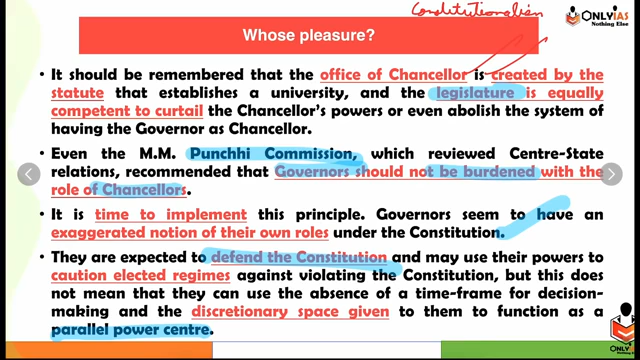 Constitutionalism
ONLYIAS
Nothing Else
Whose pleasure?
• It should be remembered that the office of Chancellor is created by the
statute that establishes a university, and the legislature is equally
competent to curtail the Chancellor's powers or even abolish the system of
having the Governor as Chancellor.
• Even the M.M. Punchhi Commission, which reviewed Centre-State
relations, recommended that Governors should not be burdened with the
role of Chancellors.
• It is time to implement this principle. Governors seem to have an
exaggerated notion of their own roles under the Constitution.
• They are expected to defend the Constitution and may use their powers to
caution elected regimes against violating the Constitution, but this does
not mean that they can use the absence of a time-frame for decision-
making and the discretionary space given to them to function as a
parallel power centre.
ONLY